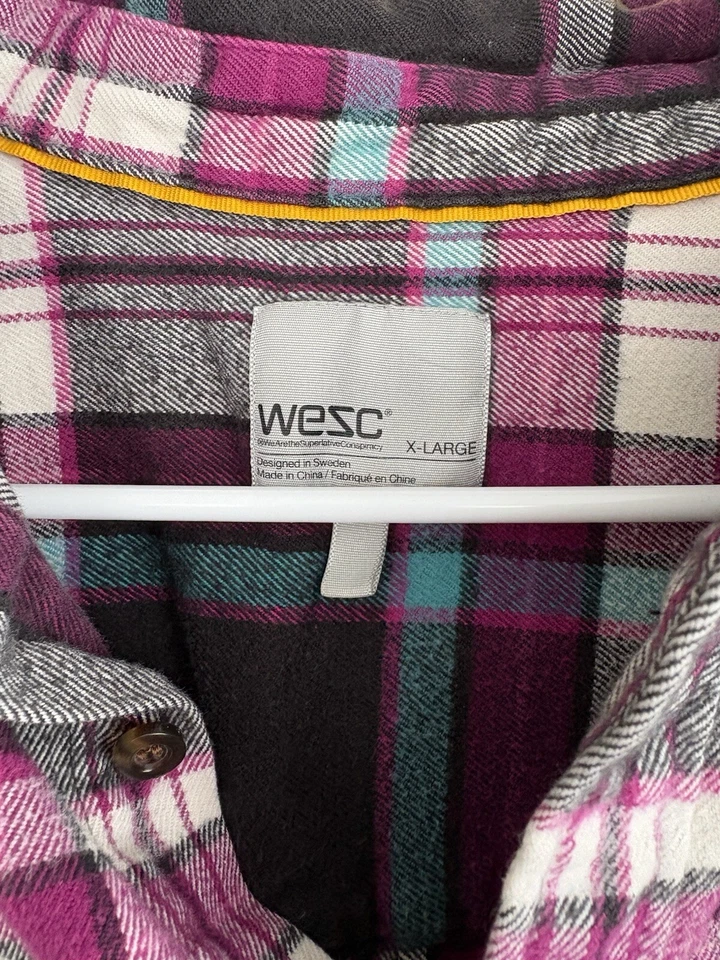 wesc®
®WeAretheSuperlativeConspiracy
X-LARGE
Designed in Sweden
Made in China / Fabriqué en Chine